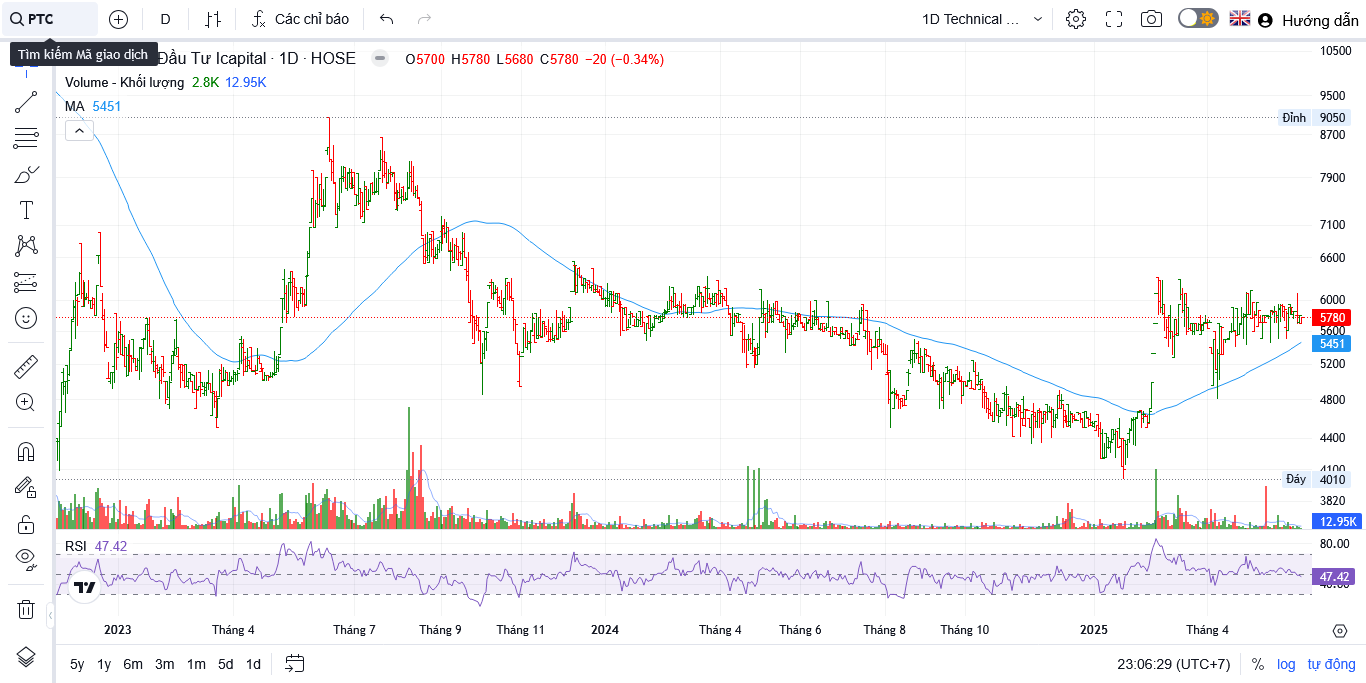 PTC D Các chỉ báo 1D Technical ... Hướng dẫn
Tìm kiếm Mã giao dịch
Đầu Tư Icapital · 1D · HOSE O5700 H5780 L5680 C5780 −20 (−0.34%)
Volume - Khối lượng 2.8K 12.95K
MA 5451
10500
9500
Đỉnh 9050
8700
7900
7100
6600
6000
5780
5600
5451
5200
4800
4400
4100
Đáy 4010
3820
12.95K
RSI 47.42
80.00
47.42
40.00
2023 Tháng 4 Tháng 7 Tháng 9 Tháng 11 2024 Tháng 4 Tháng 6 Tháng 8 Tháng 10 2025 Tháng 4
5y 1y 6m 3m 1m 5d 1d 23:06:29 (UTC+7) % log tự động